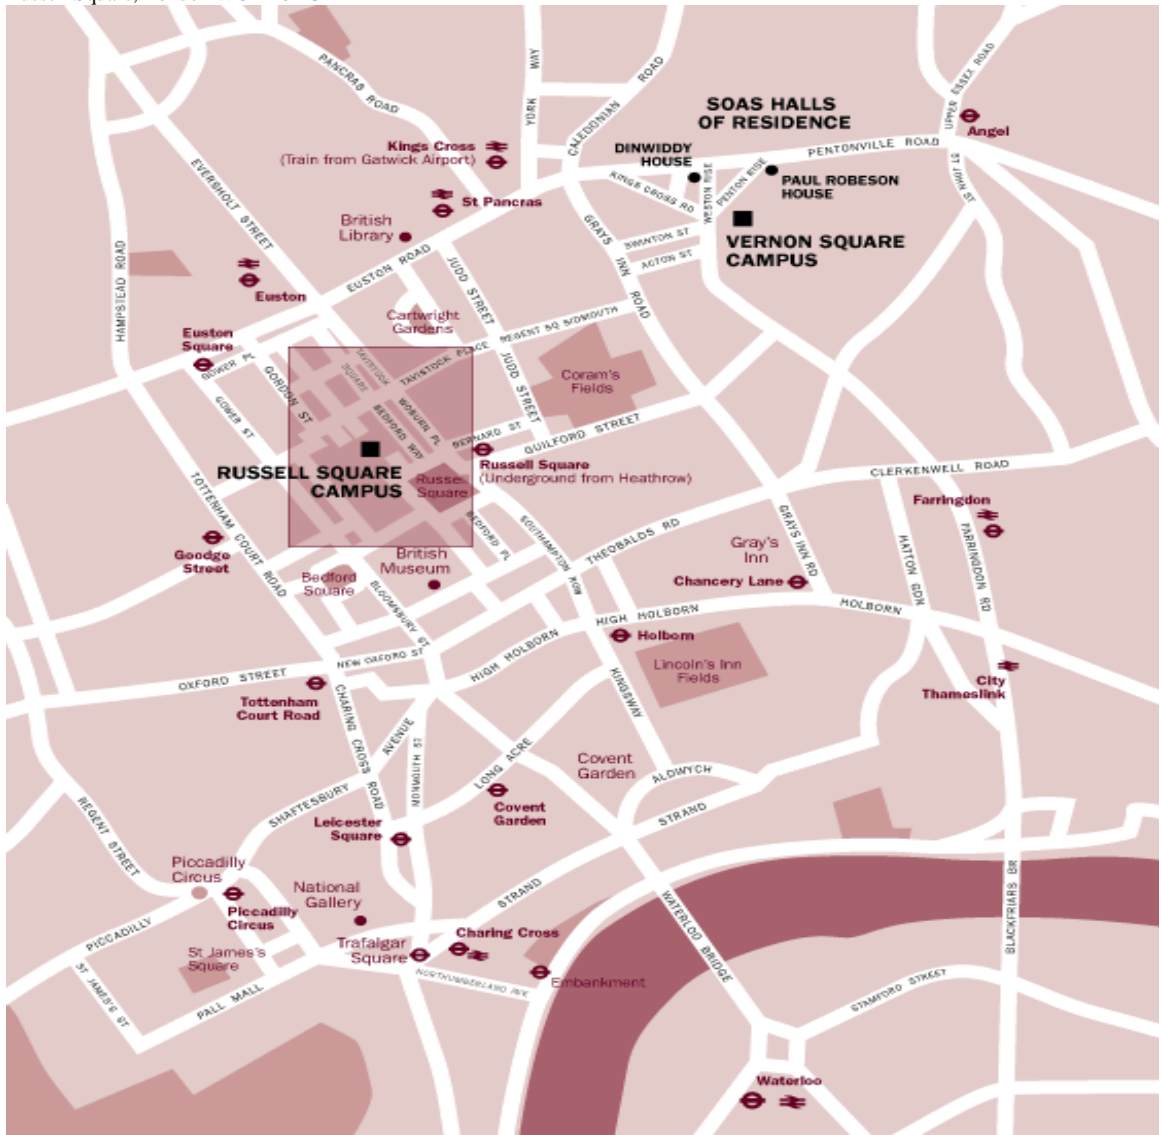 PANCRAS ROAD
YORK WAY
CALEDONIAN ROAD
UPPER ESSEX ROAD
SOAS HALLS
OF RESIDENCE
Angel
PENTONVILLE ROAD
Kings Cross
(Train from Gatwick Airport)
DINWIDDY
HOUSE
PAUL ROBESON
HOUSE
KINGS CROSS RD
WESTON RISE
PENTON RISE
ST JOHN ST
EVERSHOLT STREET
St Pancras
British
Library
GRAYS INN ROAD
SWINTON ST
ACTON ST
VERNON SQUARE
CAMPUS
HAMPSTEAD ROAD
Euston
EUSTON ROAD
JUDD STREET
Cartwright
Gardens
REGENT SQ SIDMOUTH
Euston
Square
GOWER PL
GORDON ST
TAVISTOCK
SQUARE
TAVISTOCK PLACE
JUDD STREET
Coram's
Fields
GOWER ST
WOBURN PL
BEDFORD WAY
BERNARD ST
GUILFORD STREET
RUSSELL SQUARE
CAMPUS
Russell Square
(Underground from Heathrow)
Russel
Square
CLERKENWELL ROAD
TOTTENHAM COURT ROAD
BEDFORD PL
SOUTHAMPTON ROW
THEOBALDS RD
GRAYS INN RD
HATTON GDN
Farringdon
FARRINGDON RD
Goodge
Street
British
Museum
Bedford
Square
BLOOMSBURY ST
Gray's
Inn
Chancery Lane
HOLBORN
HIGH HOLBORN
Holborn
NEW OXFORD ST
HIGH HOLBORN
OXFORD STREET
Lincoln's Inn
Fields
KINGSWAY
City
Thameslink
Tottenham
Court Road
CHARING CROSS ROAD
SHAFTESBURY AVENUE
MONMOUTH ST
LONG ACRE
Covent
Garden
ALDWYCH
STRAND
Covent
Garden
REGENT STREET
Leicester
Square
Piccadilly
Circus
Piccadilly
Circus
National
Gallery
STRAND
WATERLOO BRIDGE
BLACKFRIARS BR
PICCADILLY
St James's
Square
Trafalgar
Square
Charing Cross
NORTHUMBERLAND AVE
Embankment
ST JAMES'S ST
PALL MALL
STAMFORD STREET
Waterloo